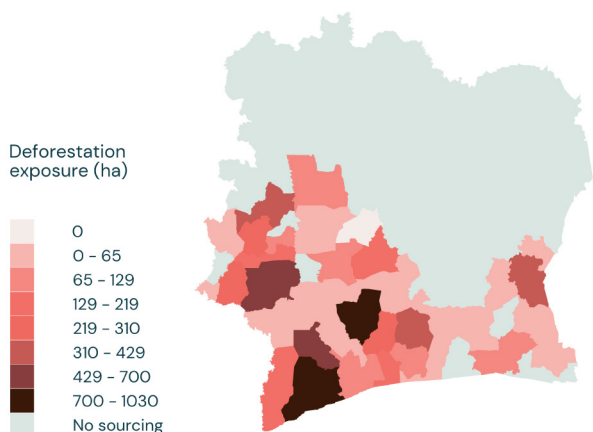 Deforestation
exposure (ha)
0
0 - 65
65 - 129
129 - 219
219 - 310
310 - 429
429 - 700
700 - 1030
No sourcing